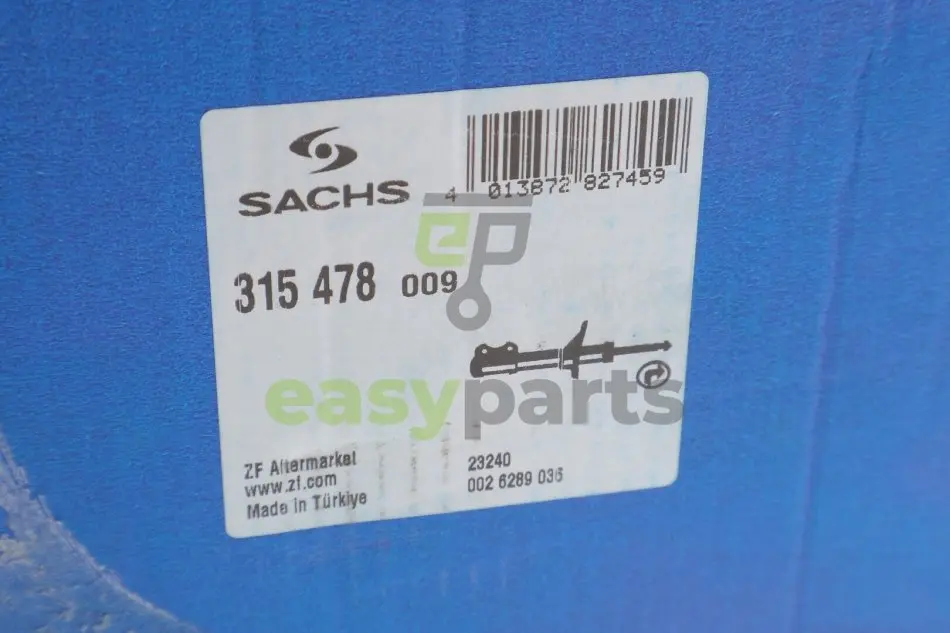 SACHS
4 013872 827459
315 478 009
ep
easyparts
ZF Aftermarket
www.zf.com
Made in Türkiye
23240
002 6289 036